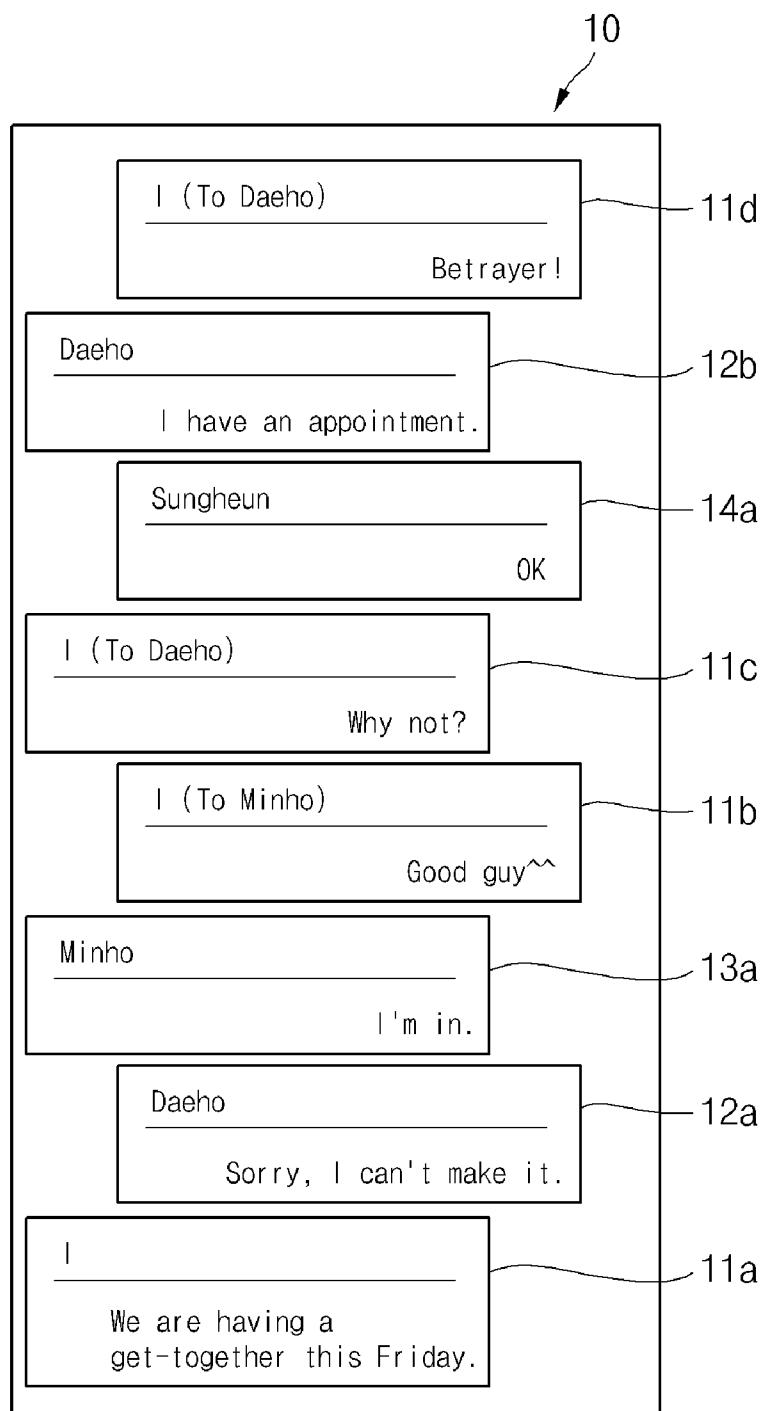 10
I (To Daeho)
11d
Betrayer!
Daeho
12b
I have an appointment.
Sungheun
14a
OK
I (To Daeho)
11c
Why not?
I (To Minho)
11b
Good guy^^
Minho
13a
I'm in.
Daeho
12a
Sorry, I can't make it.
I
11a
We are having a
get-together this Friday.